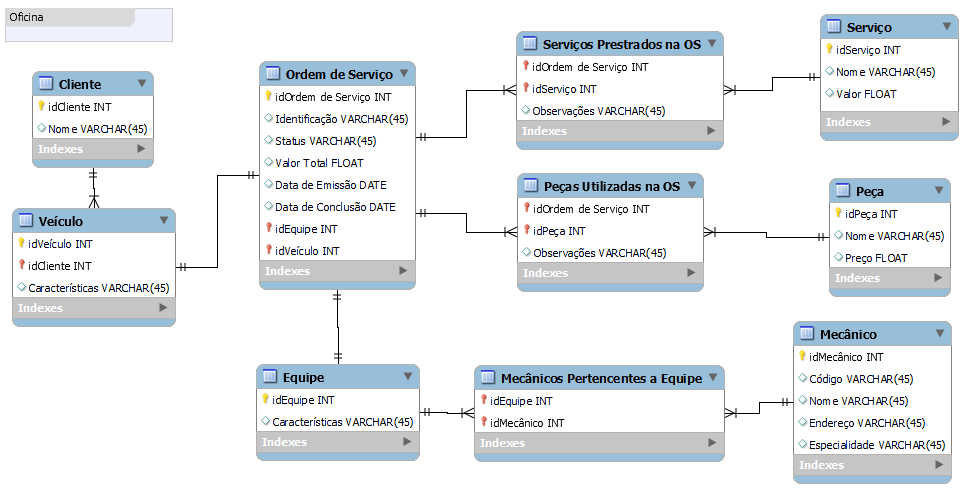 Oficina
Cliente
idCliente INT
Nome VARCHAR(45)
Indexes
Veículo
idVeículo INT
idCliente INT
Características VARCHAR(45)
Indexes
Ordem de Serviço
idOrdem de Serviço INT
Identificação VARCHAR(45)
Status VARCHAR(45)
Valor Total FLOAT
Data de Emissão DATE
Data de Conclusão DATE
idEquipe INT
idVeículo INT
Indexes
Equipe
idEquipe INT
Características VARCHAR(45)
Indexes
Serviços Prestrados na OS
idOrdem de Serviço INT
idServiço INT
Observações VARCHAR(45)
Indexes
Peças Utilizadas na OS
idOrdem de Serviço INT
idPeça INT
Observações VARCHAR(45)
Indexes
Mecânicos Pertencentes a Equipe
idEquipe INT
idMecânico INT
Indexes
Serviço
idServiço INT
Nome VARCHAR(45)
Valor FLOAT
Indexes
Peça
idPeça INT
Nome VARCHAR(45)
Preço FLOAT
Indexes
Mecânico
idMecânico INT
Código VARCHAR(45)
Nome VARCHAR(45)
Endereço VARCHAR(45)
Especialidade VARCHAR(45)
Indexes